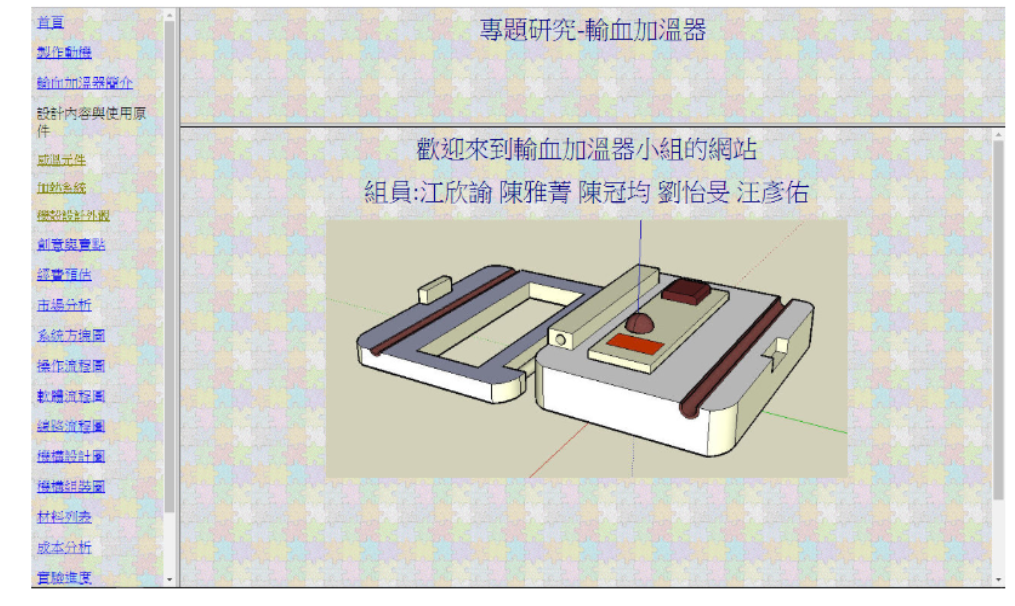 首頁
製作動機
輸血加溫器簡介
設計內容與使用原
件
感溫元件
加熱系統
機殼設計外觀
創意與賣點
經費預估
市場分析
系統方塊圖
操作流程圖
軟體流程圖
線路流程圖
機構設計圖
機構組裝圖
材料列表
成本分析
實驗進度
專題研究-輸血加溫器
歡迎來到輸血加溫器小組的網站
組員:江欣諭 陳雅菁 陳冠均 劉怡旻 汪彥佑